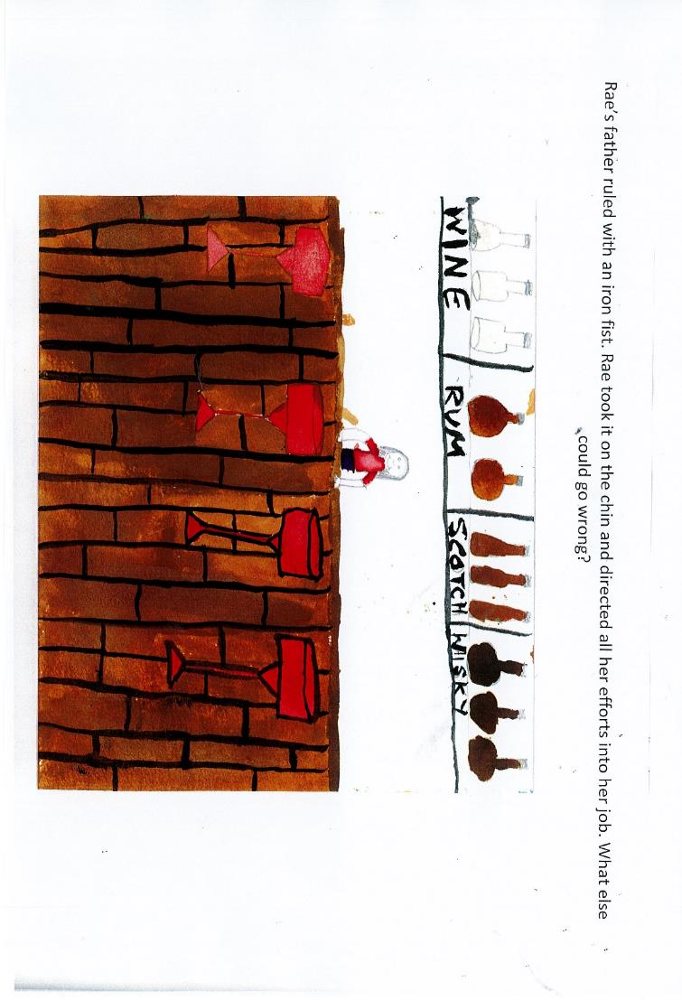 Rae's father ruled with an iron fist. Rae took it on the chin and directed all her efforts into her job. What else
could go wrong?
WINE RUM SCOTCH WISKY